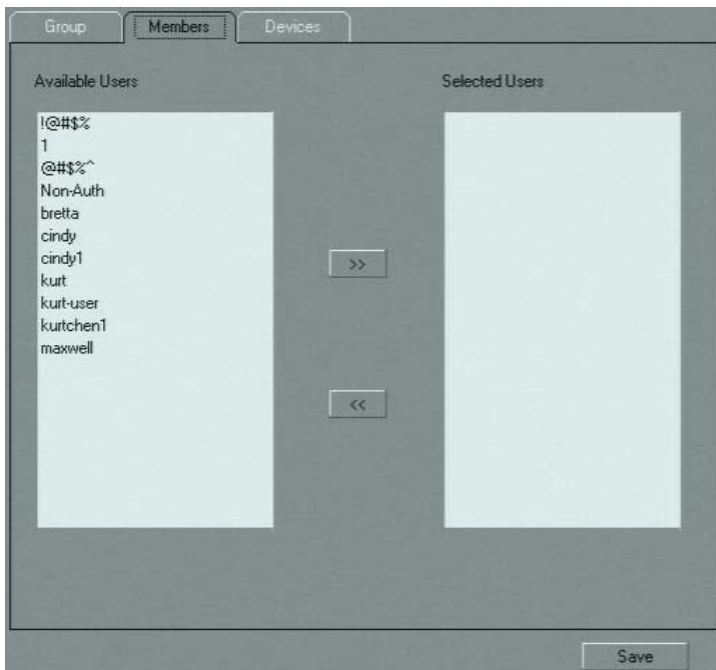 Group Members Devices
Available Users Selected Users
!@#$%
1
@#$%^
Non-Auth
bretta
cindy
cindy1
kurt
kurt-user
kurtchen1
maxwell
>>
<<
Save